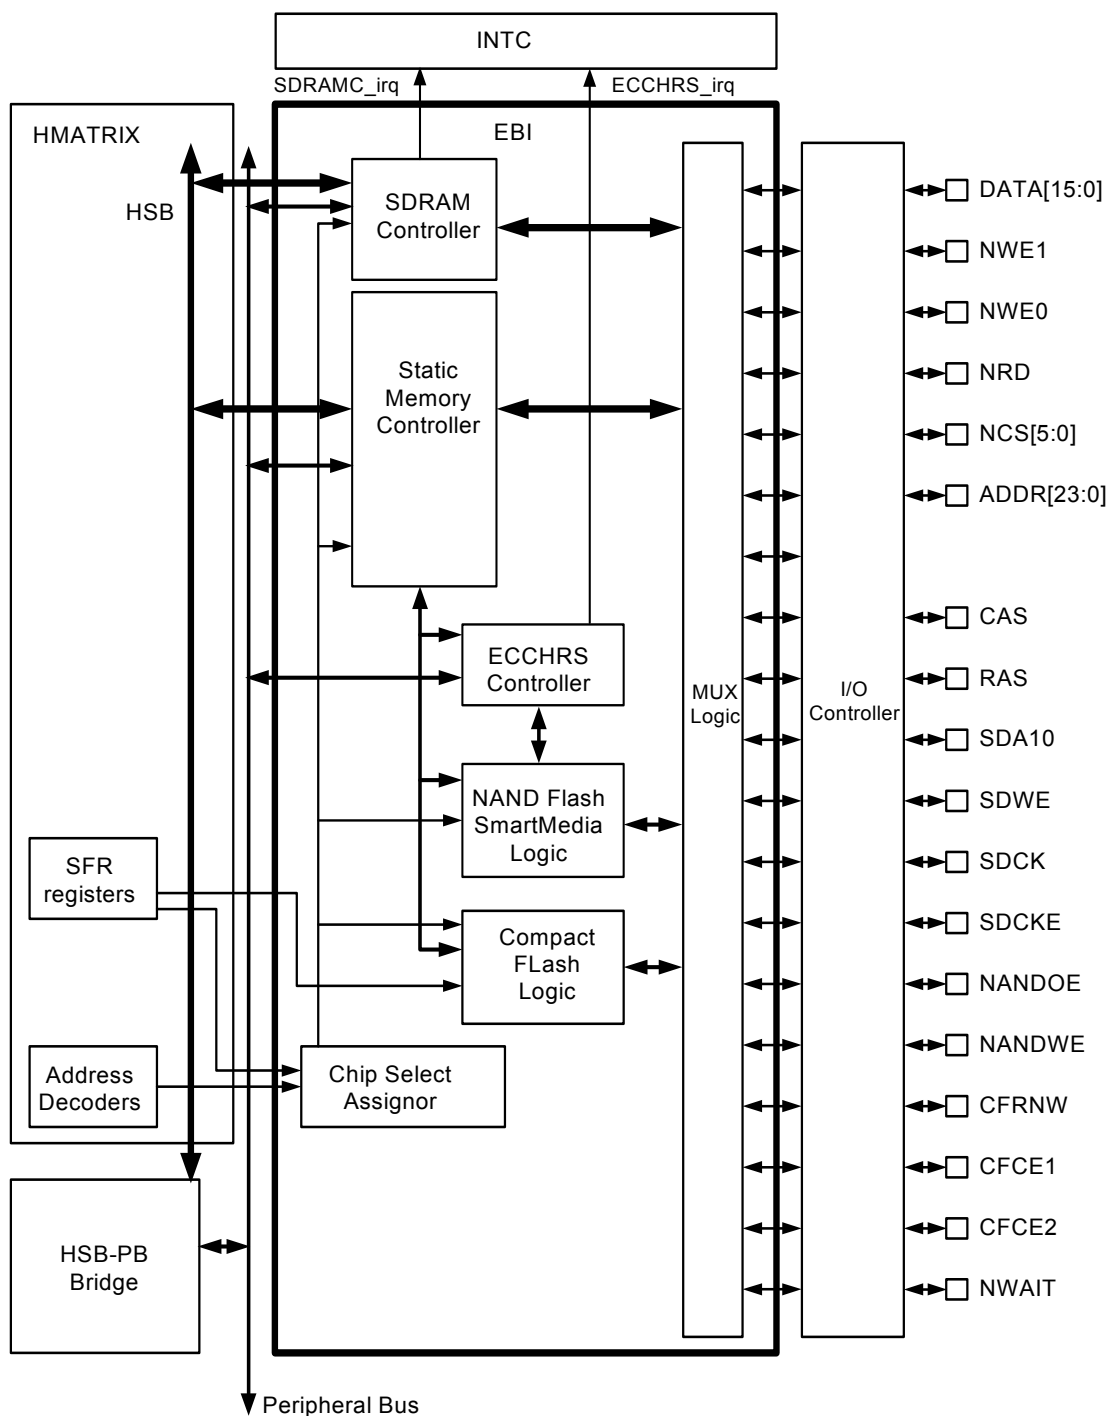 INTC
SDRAMC_irq
ECCHRS_irq
HMATRIX
EBI
HSB
SDRAM
Controller
Static
Memory
Controller
ECCHRS
Controller
NAND Flash
SmartMedia
Logic
Compact
FLash
Logic
SFR
registers
Address
Decoders
Chip Select
Assignor
HSB-PB
Bridge
Peripheral Bus
MUX
Logic
I/O
Controller
DATA[15:0]
NWE1
NWE0
NRD
NCS[5:0]
ADDR[23:0]
CAS
RAS
SDA10
SDWE
SDCK
SDCKE
NANDOE
NANDWE
CFRNW
CFCE1
CFCE2
NWAIT